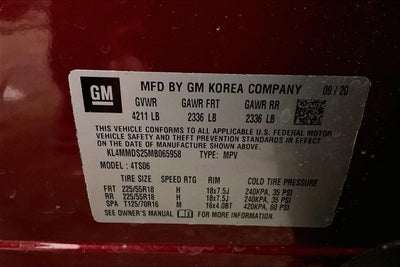 GM
MFD BY GM KOREA COMPANY 09/20
GVWR GAWR FRT GAWR RR
4211 LB 2336 LB 2336 LB
THIS VEHICLE CONFORMS TO ALL APPLICABLE U.S. FEDERAL MOTOR
VEHICLE SAFETY AND THEFT PREVENTION STANDARDS IN EFFECT
ON THE DATE OF MANUFACTURE SHOWN ABOVE.
KL4MMDS25MB065958 TYPE: MPV
MODEL: 4TS06
TIRE SIZE SPEED RTG RIM COLD TIRE PRESSURE
FRT 225/55R18 H 18x7.5J 240KPA, 35 PSI
RR 225/55R18 H 18x7.5J 240KPA, 35 PSI
SPA T125/70R16 M 16x4.0BT 420KPA, 60 PSI
SEE OWNER'S MANUAL FOR MORE INFORMATION.